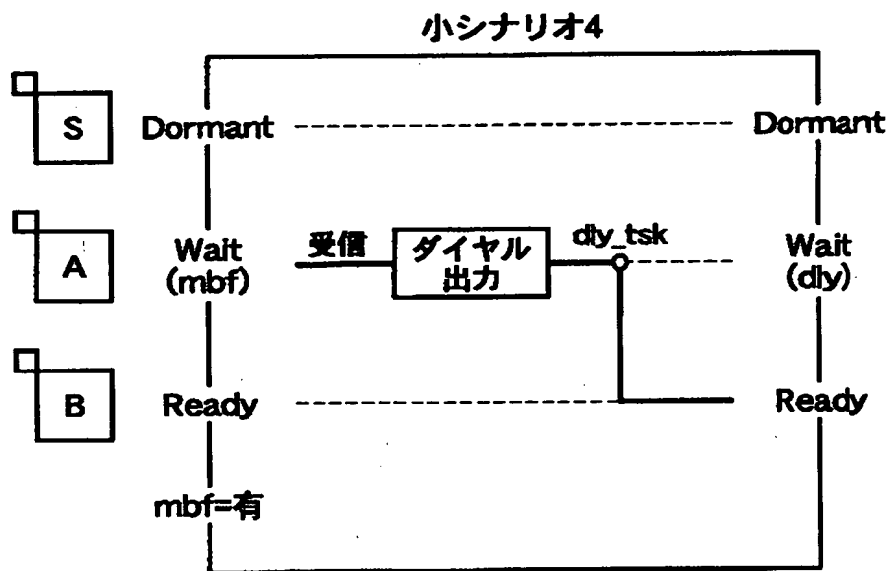 小シナリオ4
S
Dormant
Dormant
A
Wait
(mbf)
受信
ダイヤル
出力
dly_tsk
Wait
(dly)
B
Ready
Ready
mbf=有